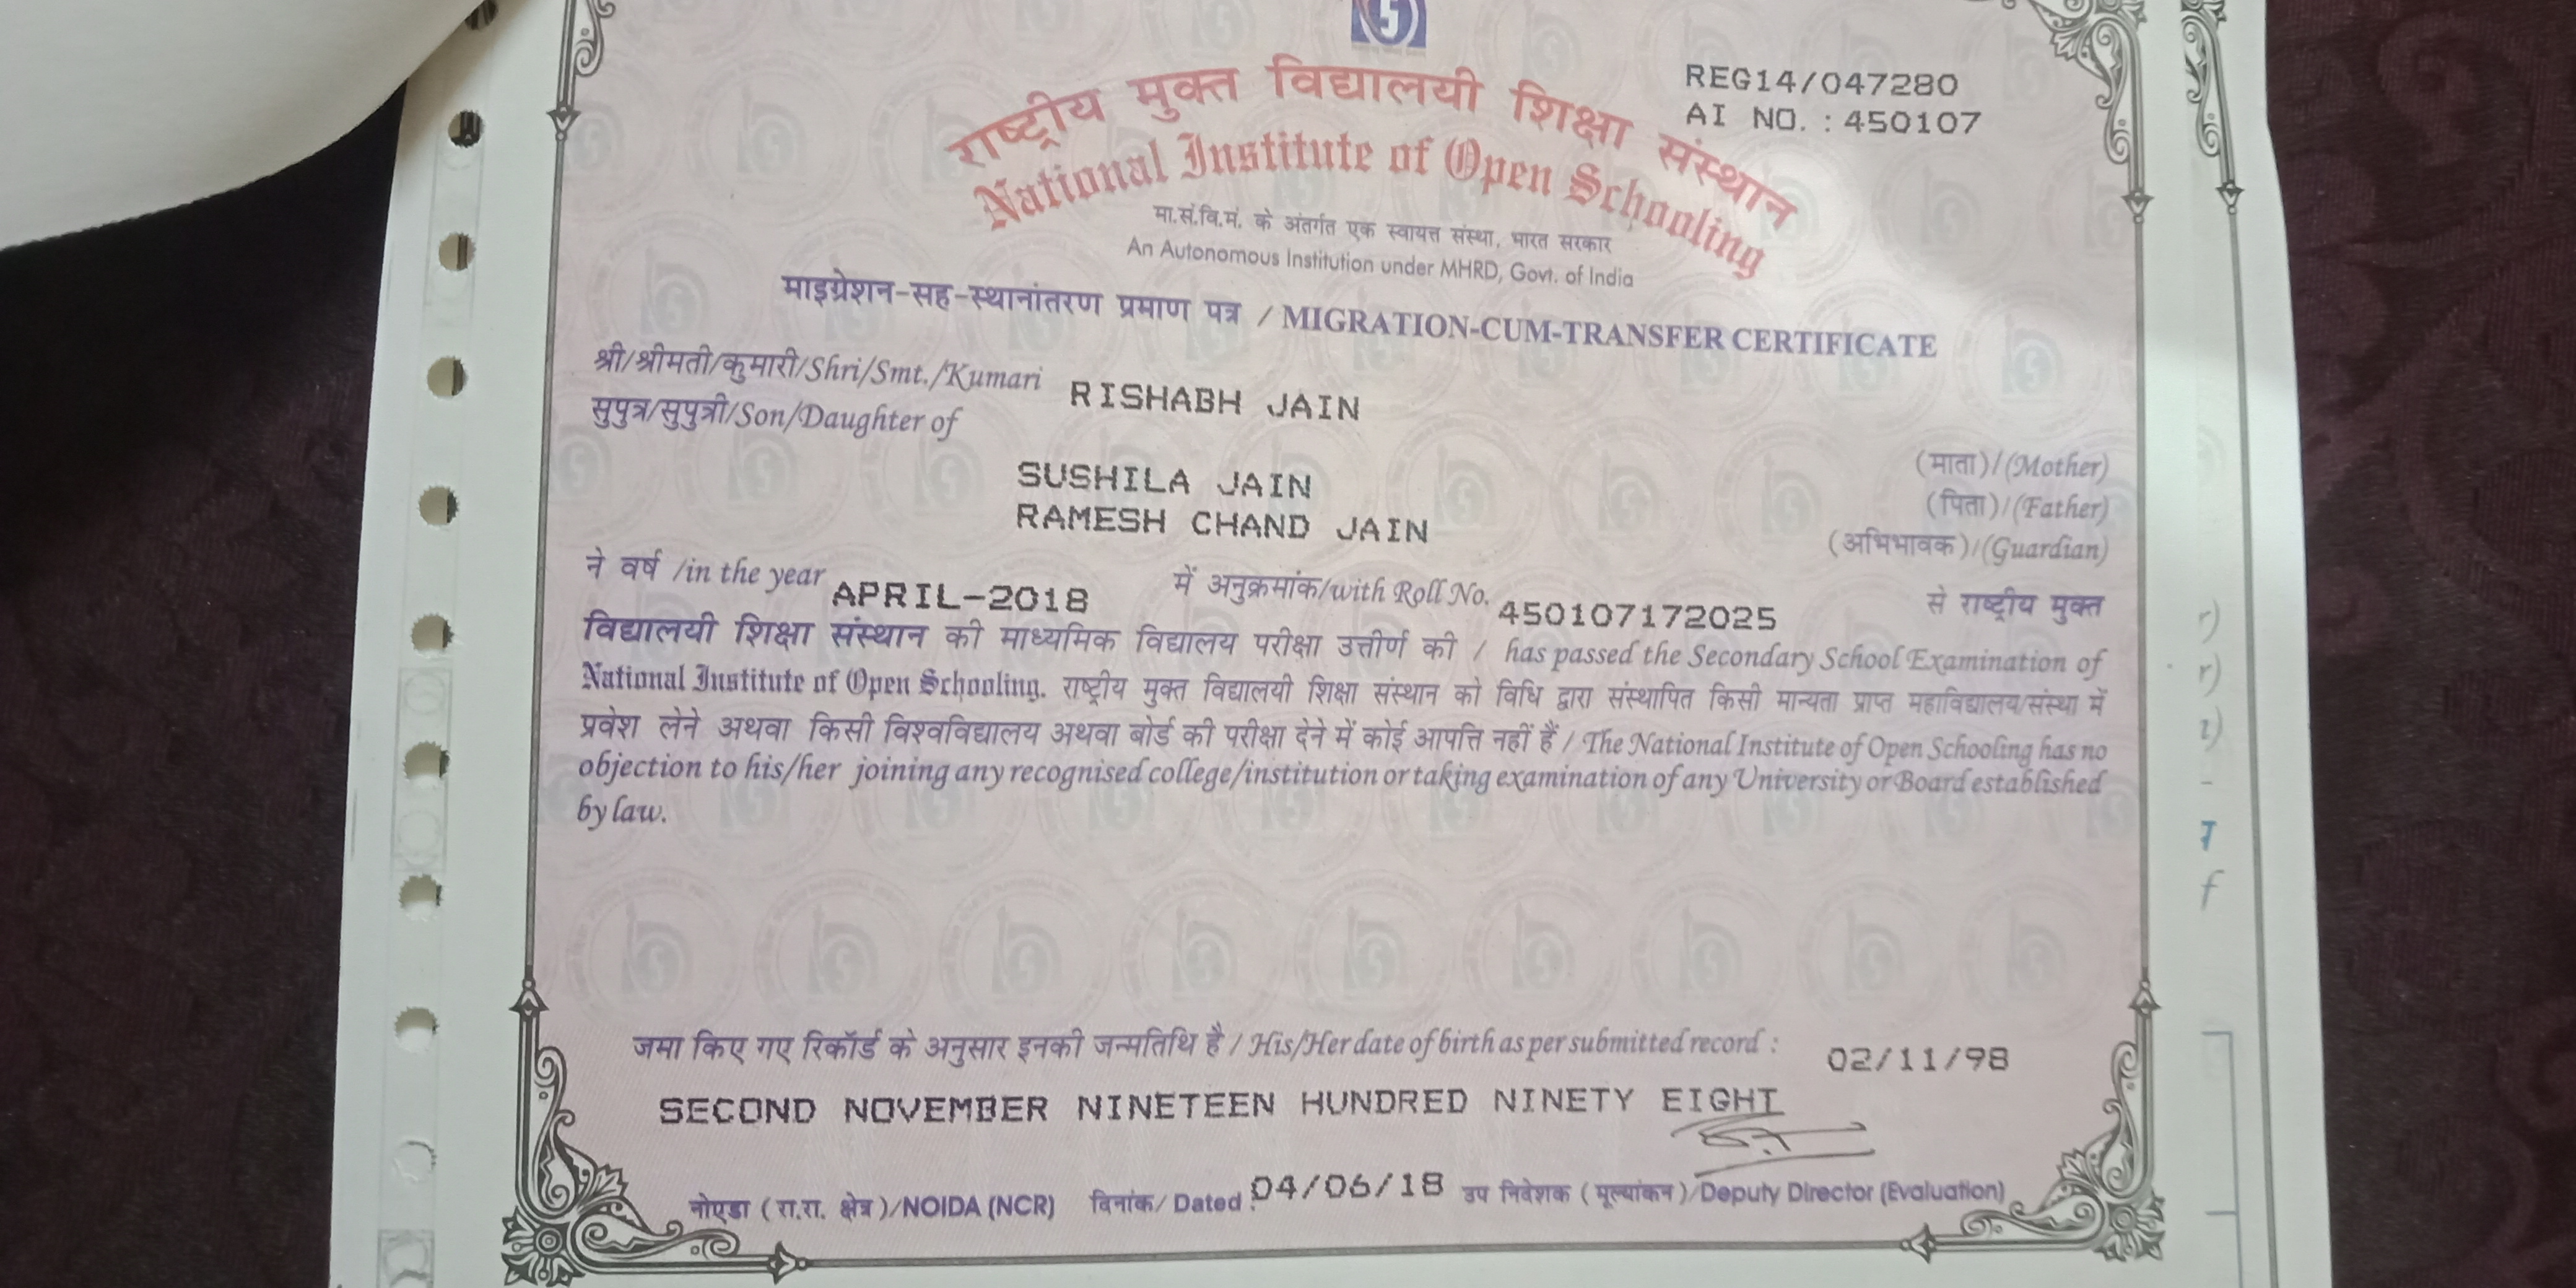 REG14/047280
AI NO. : 450107
राष्ट्रीय मुक्त विद्यालयी शिक्षा संस्थान
National Institute of Open Schooling
मा.सं.वि.मं. के अंतर्गत एक स्वायत्त संस्था, भारत सरकार
An Autonomous Institution under MHRD, Govt. of India
माइग्रेशन-सह-स्थानांतरण प्रमाण पत्र / MIGRATION-CUM-TRANSFER CERTIFICATE
श्री/श्रीमती/कुमारी/Shri/Smt./Kumari RISHABH JAIN
सुपुत्र/सुपुत्री/Son/Daughter of
SUSHILA JAIN (माता)/(Mother)
RAMESH CHAND JAIN (पिता)/(Father)
(अभिभावक)/(Guardian)
ने वर्ष /in the year APRIL-2018 में अनुक्रमांक/with Roll No. 450107172025 से राष्ट्रीय मुक्त
विद्यालयी शिक्षा संस्थान की माध्यमिक विद्यालय परीक्षा उत्तीर्ण की / has passed the Secondary School Examination of
National Institute of Open Schooling. राष्ट्रीय मुक्त विद्यालयी शिक्षा संस्थान को विधि द्वारा संस्थापित किसी मान्यता प्राप्त महाविद्यालय/संस्था में
प्रवेश लेने अथवा किसी विश्वविद्यालय अथवा बोर्ड की परीक्षा देने में कोई आपत्ति नहीं हैं / The National Institute of Open Schooling has no
objection to his/her joining any recognised college/institution or taking examination of any University or Board established
by law.
जमा किए गए रिकॉर्ड के अनुसार इनकी जन्मतिथि है / His/Her date of birth as per submitted record : 02/11/98
SECOND NOVEMBER NINETEEN HUNDRED NINETY EIGHT
नोएडा (रा.रा. क्षेत्र)/NOIDA (NCR) दिनांक/ Dated : 04/06/18 उप निदेशक (मूल्यांकन)/Deputy Director (Evaluation)